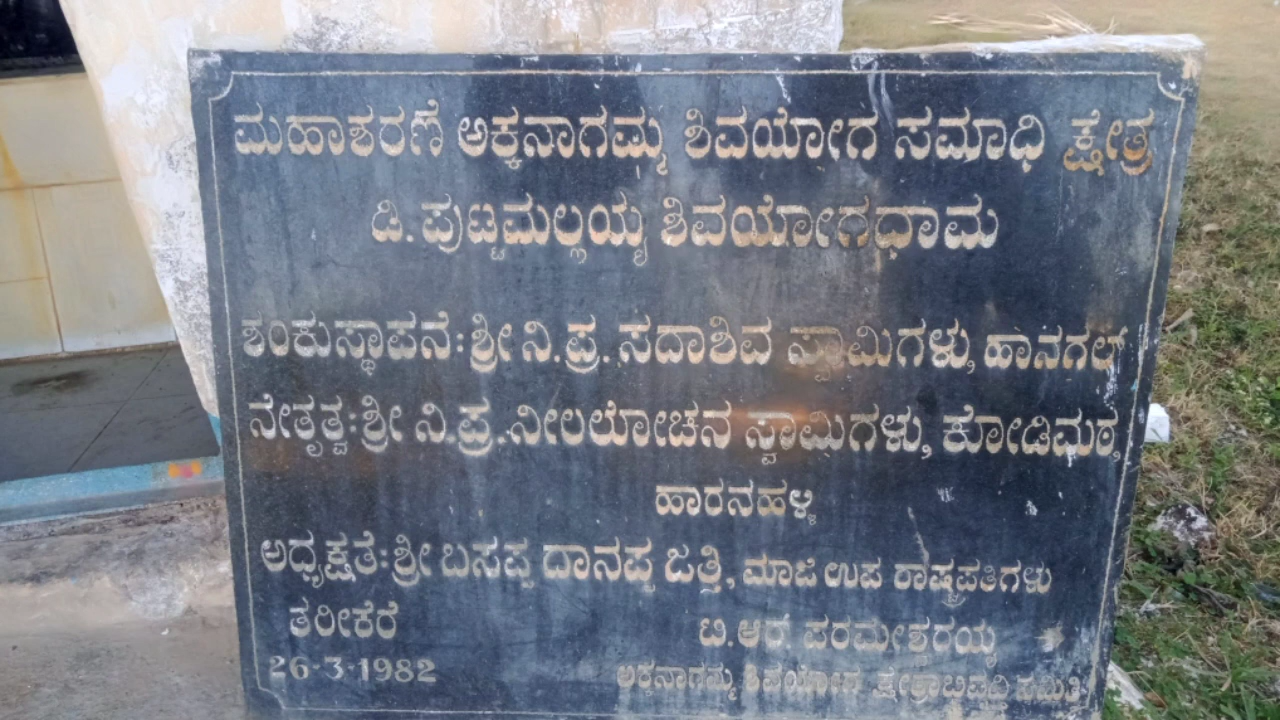 ಮಹಾಶರಣೆ ಅಕ್ಕನಾಗಮ್ಮ ಶಿವಯೋಗ ಸಮಾಧಿ ಕ್ಷೇತ್ರ
ಡಿ. ಪುಟ್ಟಮಲ್ಲಯ್ಯ ಶಿವಯೋಗಧಾಮ
ಶಂಕುಸ್ಥಾಪನೆ: ಶ್ರೀ ನಿ.ಪ್ರ. ಸದಾಶಿವ ಸ್ವಾಮಿಗಳು, ಹಾನಗಲ್
ನೇತೃತ್ವ: ಶ್ರೀ ನಿ.ಪ್ರ. ನೀಲಲೋಚನ ಸ್ವಾಮಿಗಳು, ಕೋಡಿಮಠ,
ಹಾರನಹಳ್ಳಿ
ಅಧ್ಯಕ್ಷತೆ: ಶ್ರೀ ಬಸಪ್ಪ ದಾನಪ್ಪ ಜತ್ತಿ, ಮಾಜಿ ಉಪ ರಾಷ್ಟ್ರಪತಿಗಳು
ತರೀಕೆರೆ ಬಿ.ಆರ್. ಪರಮೇಶರಯ್ಯ
26-3-1982 ಅಕ್ಕನಾಗಮ್ಮ ಶಿವಯೋಗ ಕ್ಷೇತ್ರಾಭಿವೃದ್ಧಿ ಸಮಿತಿ